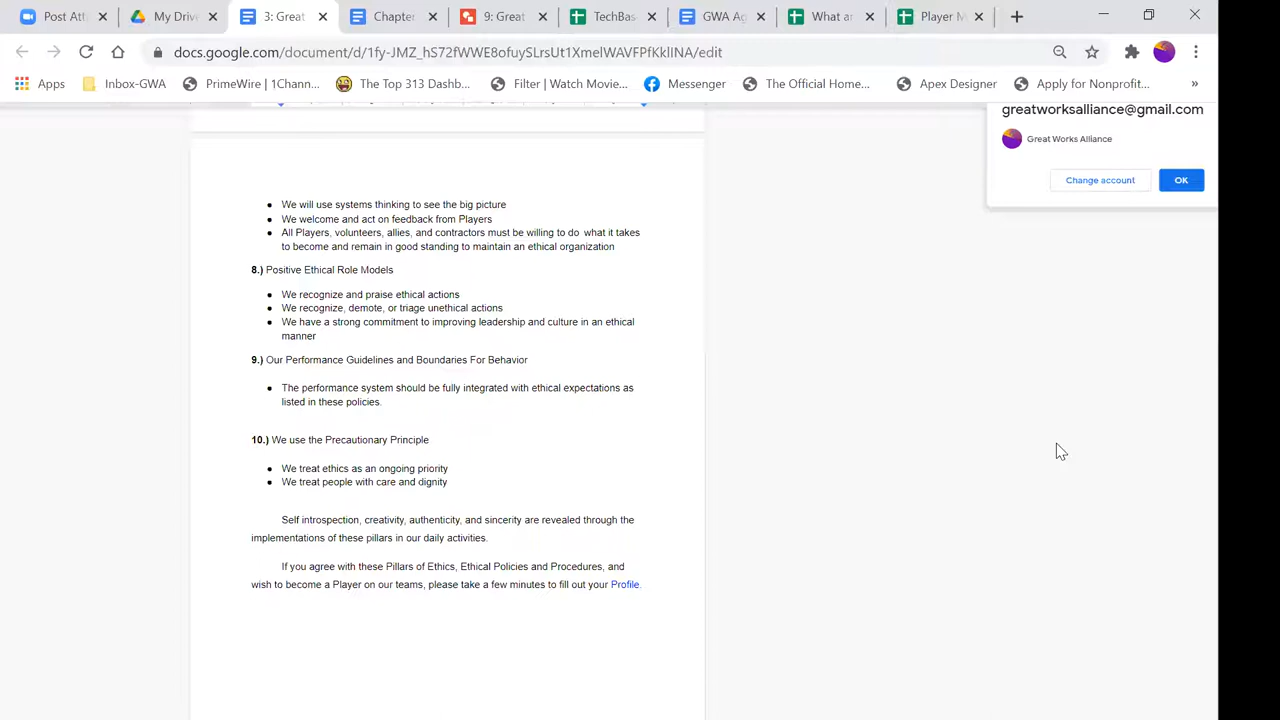 Post Att
My Drive
3: Great
Chapter
9: Great
TechBas
GWA Ag
What ar
Player M
docs.google.com/document/d/1fy-JMZ_hS72fWWE8ofuySLrsUt1XmelWAVFPfKkllNA/edit
Apps
Inbox-GWA
PrimeWire | 1Chann...
The Top 313 Dashb...
Filter | Watch Movie...
Messenger
The Official Home...
Apex Designer
Apply for Nonprofit...
»
greatworksalliance@gmail.com
Great Works Alliance
Change account
OK
● We will use systems thinking to see the big picture
● We welcome and act on feedback from Players
● All Players, volunteers, allies, and contractors must be willing to do what it takes
to become and remain in good standing to maintain an ethical organization
8.) Positive Ethical Role Models
● We recognize and praise ethical actions
● We recognize, demote, or triage unethical actions
● We have a strong commitment to improving leadership and culture in an ethical
manner
9.) Our Performance Guidelines and Boundaries For Behavior
● The performance system should be fully integrated with ethical expectations as
listed in these policies.
10.) We use the Precautionary Principle
● We treat ethics as an ongoing priority
● We treat people with care and dignity
Self introspection, creativity, authenticity, and sincerity are revealed through the
implementations of these pillars in our daily activities.
If you agree with these Pillars of Ethics, Ethical Policies and Procedures, and
wish to become a Player on our teams, please take a few minutes to fill out your Profile.